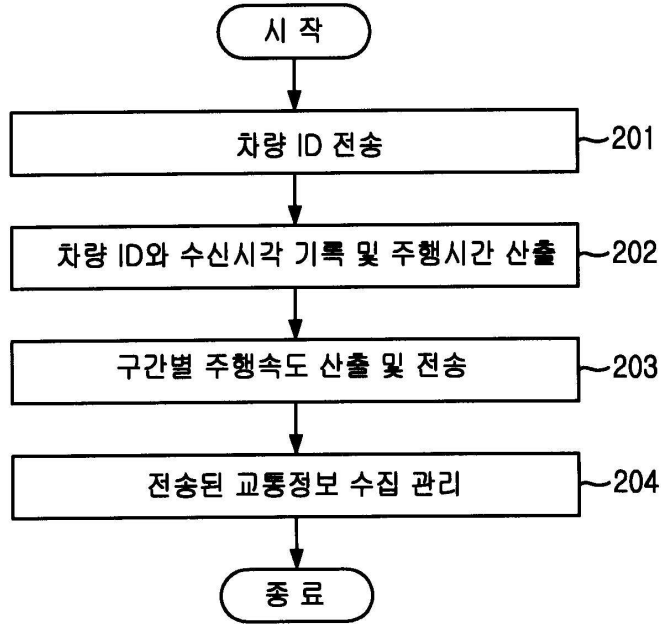 시 작
차량 ID 전송
201
차량 ID와 수신시각 기록 및 주행시간 산출
202
구간별 주행속도 산출 및 전송
203
전송된 교통정보 수집 관리
204
종 료